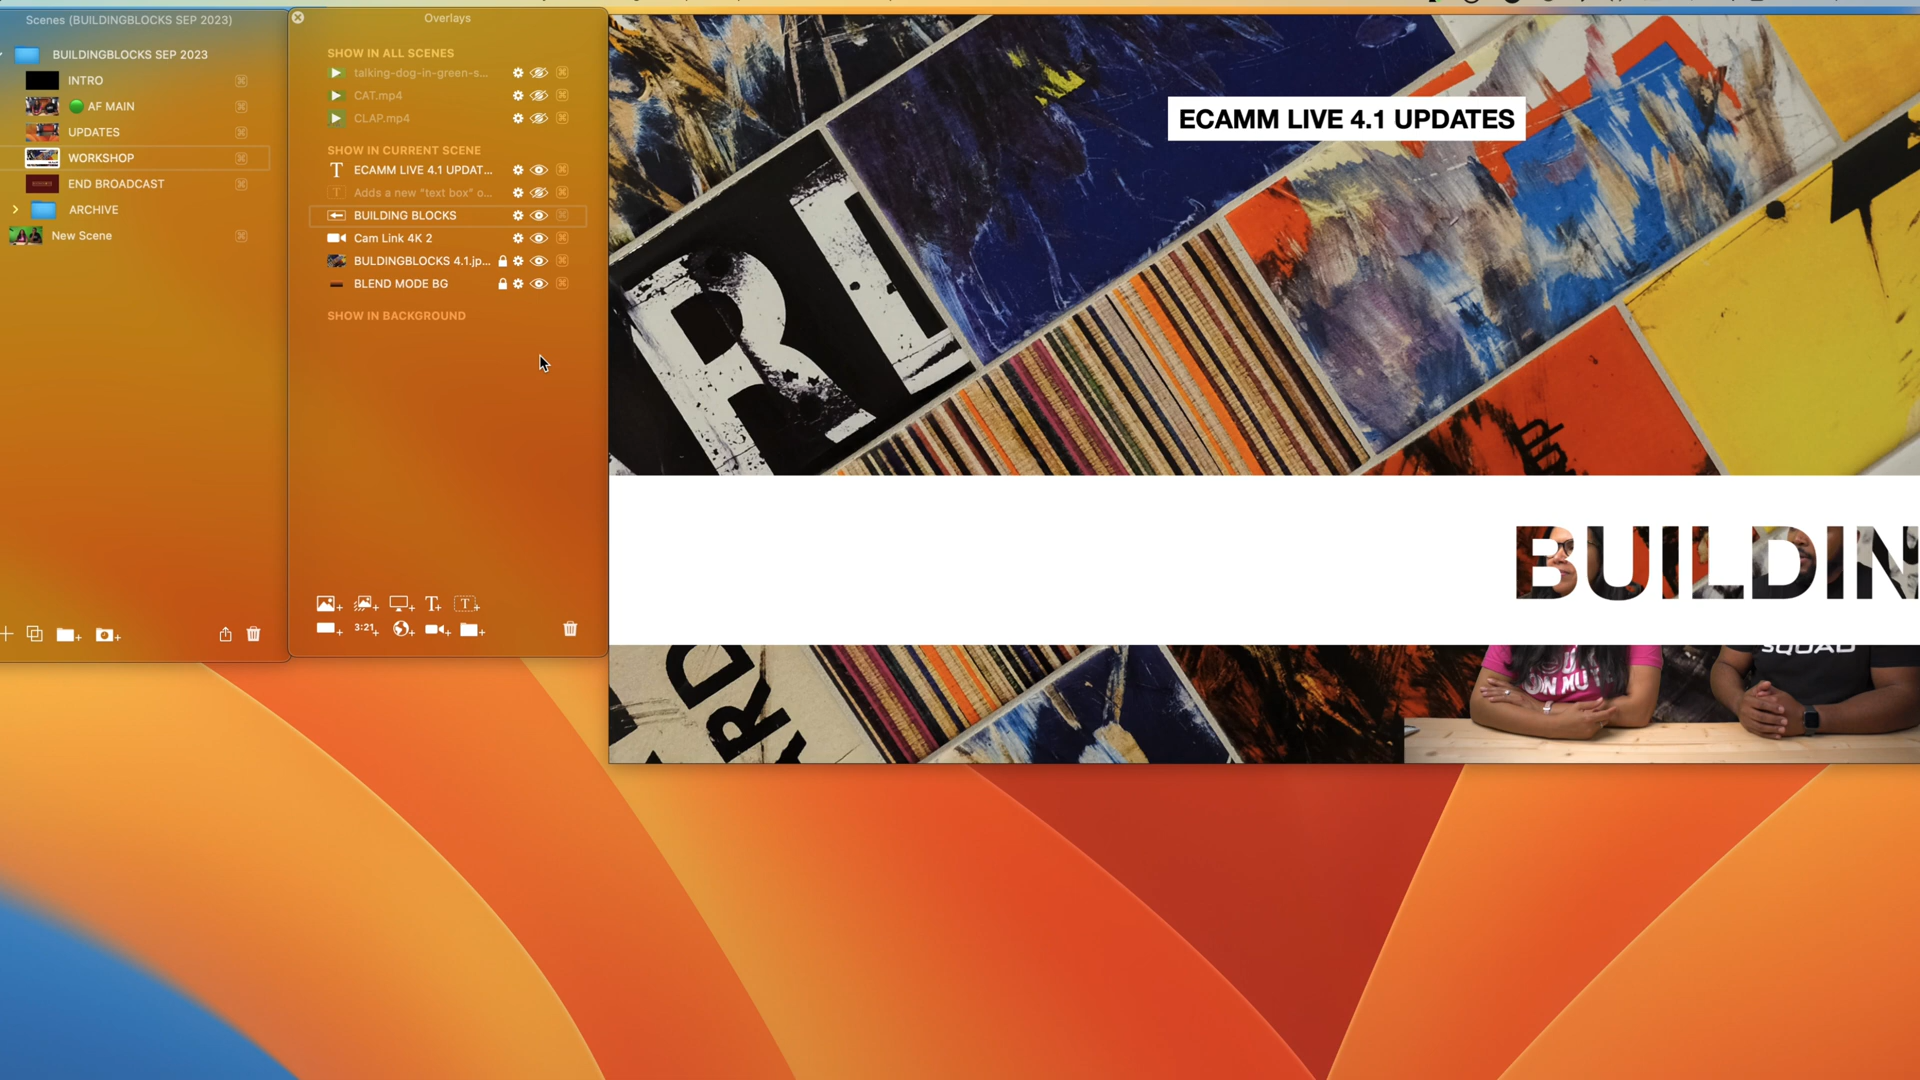 Scenes (BUILDINGBLOCKS SEP 2023)
BUILDINGBLOCKS SEP 2023
INTRO
AF MAIN
UPDATES
WORKSHOP
END BROADCAST
ARCHIVE
New Scene
Overlays
SHOW IN ALL SCENES
talking-dog-in-green-s...
CAT.mp4
CLAP.mp4
SHOW IN CURRENT SCENE
T ECAMM LIVE 4.1 UPDAT...
T Adds a new "text box" o...
BUILDING BLOCKS
Cam Link 4K 2
BULDINGBLOCKS 4.1.jp...
BLEND MODE BG
SHOW IN BACKGROUND
T+ T+
3:21+
ECAMM LIVE 4.1 UPDATES
BUILDIN
SQUAD